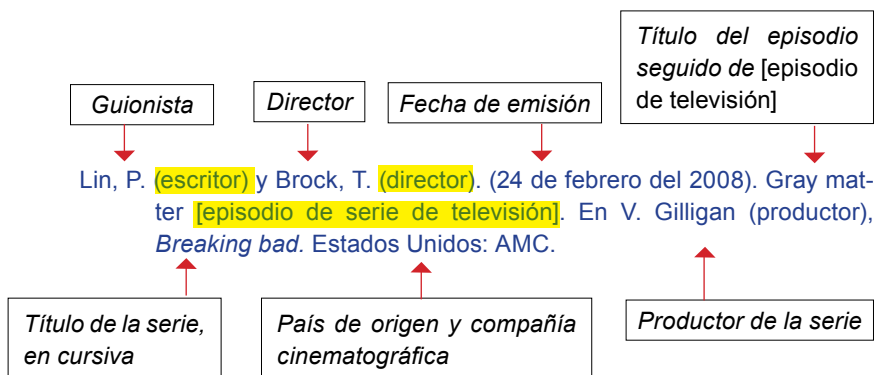 Título del episodio
seguido de [episodio
de televisión]
Guionista
Director
Fecha de emisión
Lin, P. (escritor) y Brock, T. (director). (24 de febrero del 2008). Gray mat-
ter [episodio de serie de televisión]. En V. Gilligan (productor),
Breaking bad. Estados Unidos: AMC.
Título de la serie,
en cursiva
País de origen y compañía
cinematográfica
Productor de la serie